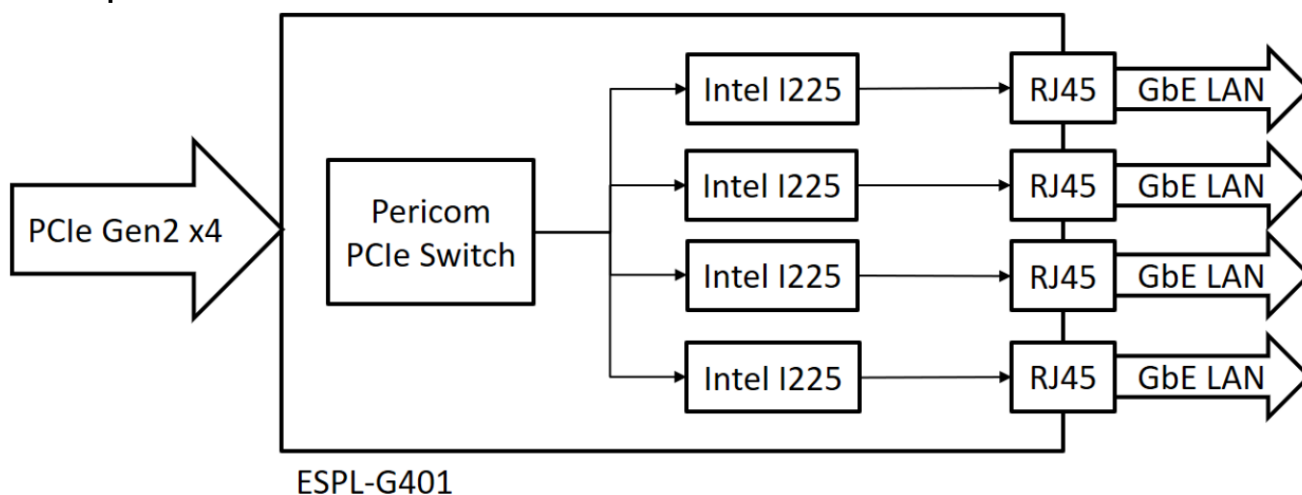 Intel I225
RJ45
GbE LAN
Intel I225
RJ45
GbE LAN
PCIe Gen2 x4
Pericom
PCIe Switch
Intel I225
RJ45
GbE LAN
Intel I225
RJ45
GbE LAN
ESPL-G401